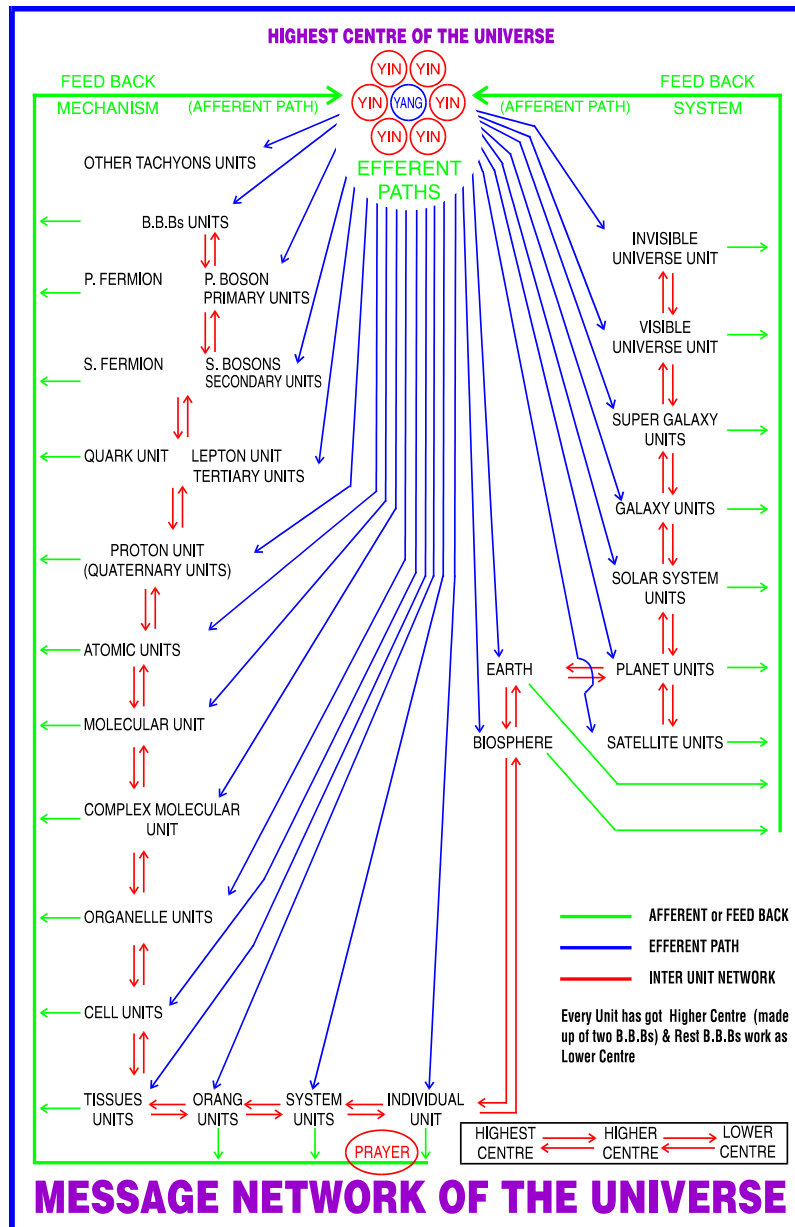 HIGHEST CENTRE OF THE UNIVERSE
YIN YIN
YIN YANG YIN
YIN YIN
FEED BACK
MECHANISM (AFFERENT PATH)
FEED BACK
(AFFERENT PATH) SYSTEM
EFFERENT
PATHS
OTHER TACHYONS UNITS
B.B.Bs UNITS
P. FERMION P. BOSON
PRIMARY UNITS
S. FERMION S. BOSONS
SECONDARY UNITS
QUARK UNIT LEPTON UNIT
TERTIARY UNITS
PROTON UNIT
(QUATERNARY UNITS)
ATOMIC UNITS
MOLECULAR UNIT
COMPLEX MOLECULAR
UNIT
ORGANELLE UNITS
CELL UNITS
TISSUES
UNITS
ORANG
UNITS
SYSTEM
UNITS
INDIVIDUAL
UNIT
PRAYER
INVISIBLE
UNIVERSE UNIT
VISIBLE
UNIVERSE UNIT
SUPER GALAXY
UNITS
GALAXY UNITS
SOLAR SYSTEM
UNITS
EARTH
PLANET UNITS
BIOSPHERE
SATELLITE UNITS
AFFERENT or FEED BACK
EFFERENT PATH
INTER UNIT NETWORK
Every Unit has got Higher Centre (made
up of two B.B.Bs) & Rest B.B.Bs work as
Lower Centre
HIGHEST
CENTRE
HIGHER
CENTRE
LOWER
CENTRE
MESSAGE NETWORK OF THE UNIVERSE